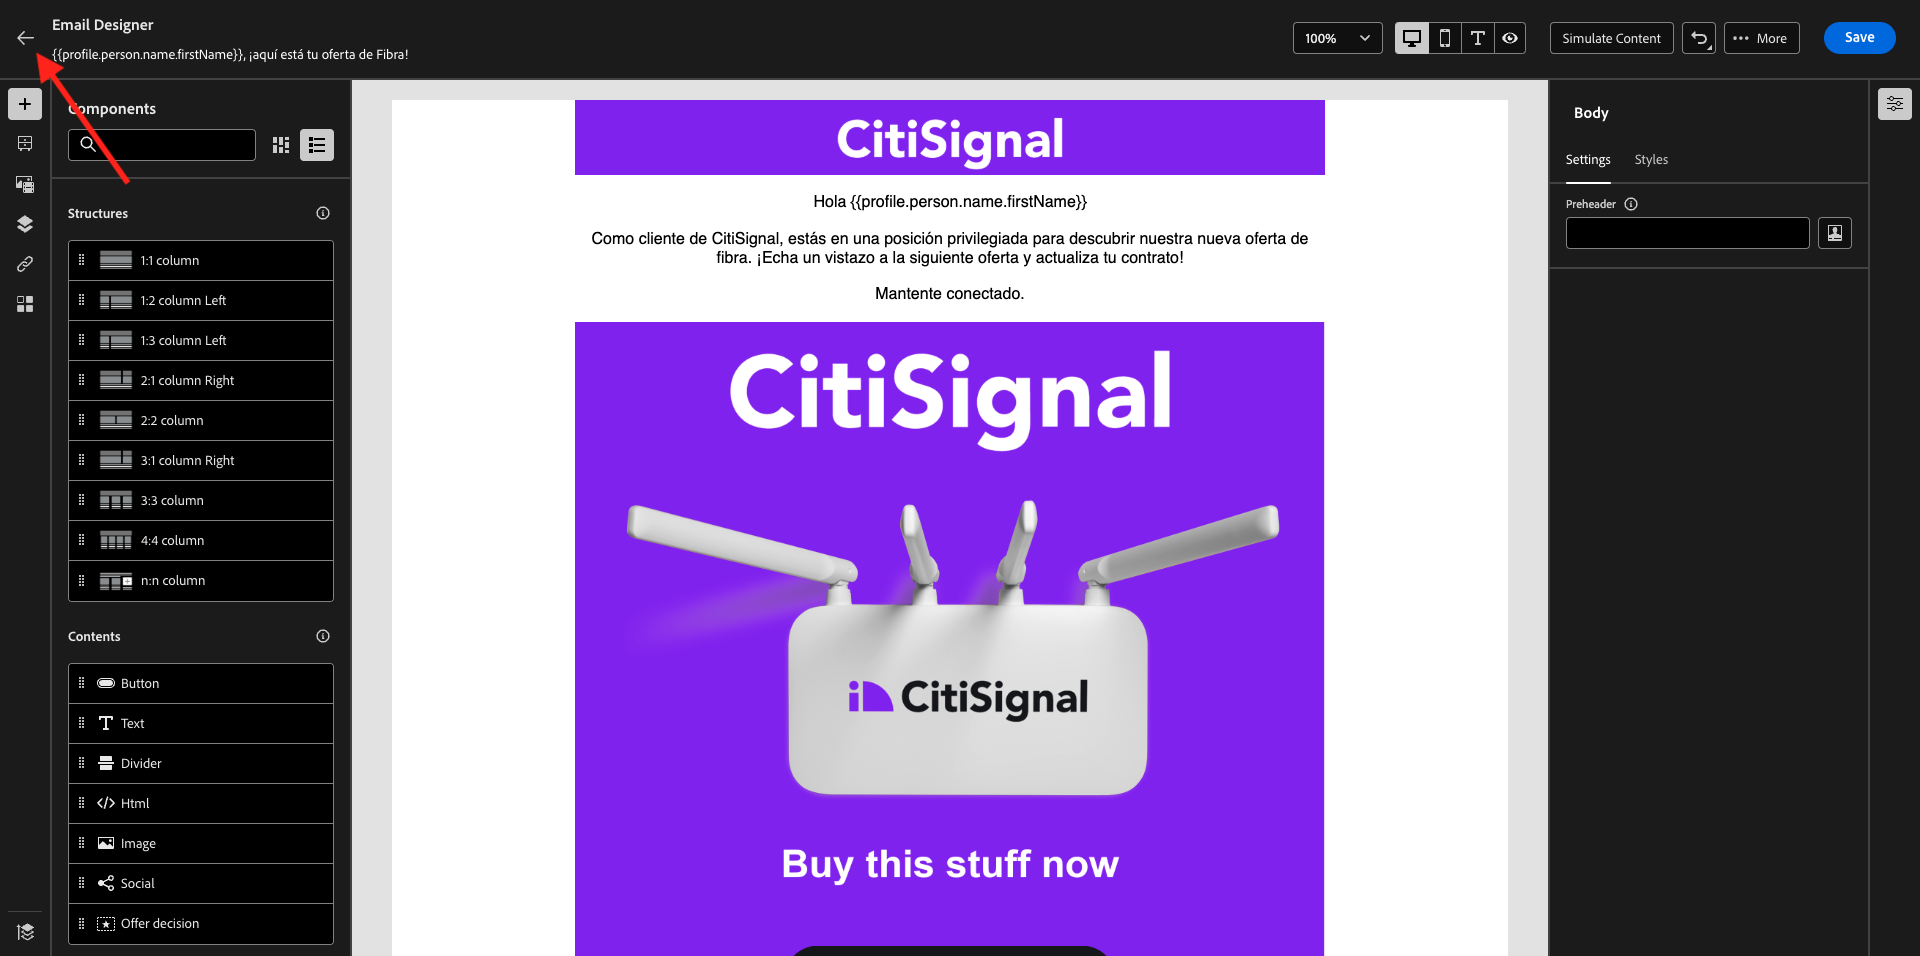 Email Designer
{{profile.person.name.firstName}}, ¡aquí está tu oferta de Fibra!
100%
Simulate Content
More
Save
Components
Structures
1:1 column
1:2 column Left
1:3 column Left
2:1 column Right
2:2 column
3:1 column Right
3:3 column
4:4 column
n:n column
Contents
Button
Text
Divider
Html
Image
Social
Offer decision
CitiSignal
Hola {{profile.person.name.firstName}}
Como cliente de CitiSignal, estás en una posición privilegiada para descubrir nuestra nueva oferta de
fibra. ¡Echa un vistazo a la siguiente oferta y actualiza tu contrato!
Mantente conectado.
CitiSignal
CitiSignal
Buy this stuff now
Body
Settings
Styles
Preheader